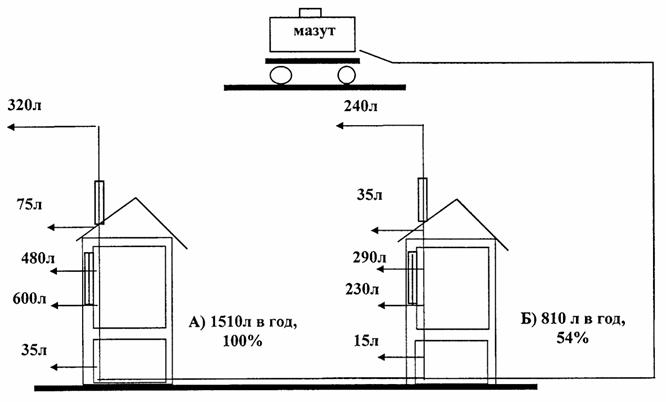 мазут
320л
240л
75л
35л
480л
290л
600л
230л
А) 1510л в год,
100%
Б) 810 л в год,
54%
35л
15л